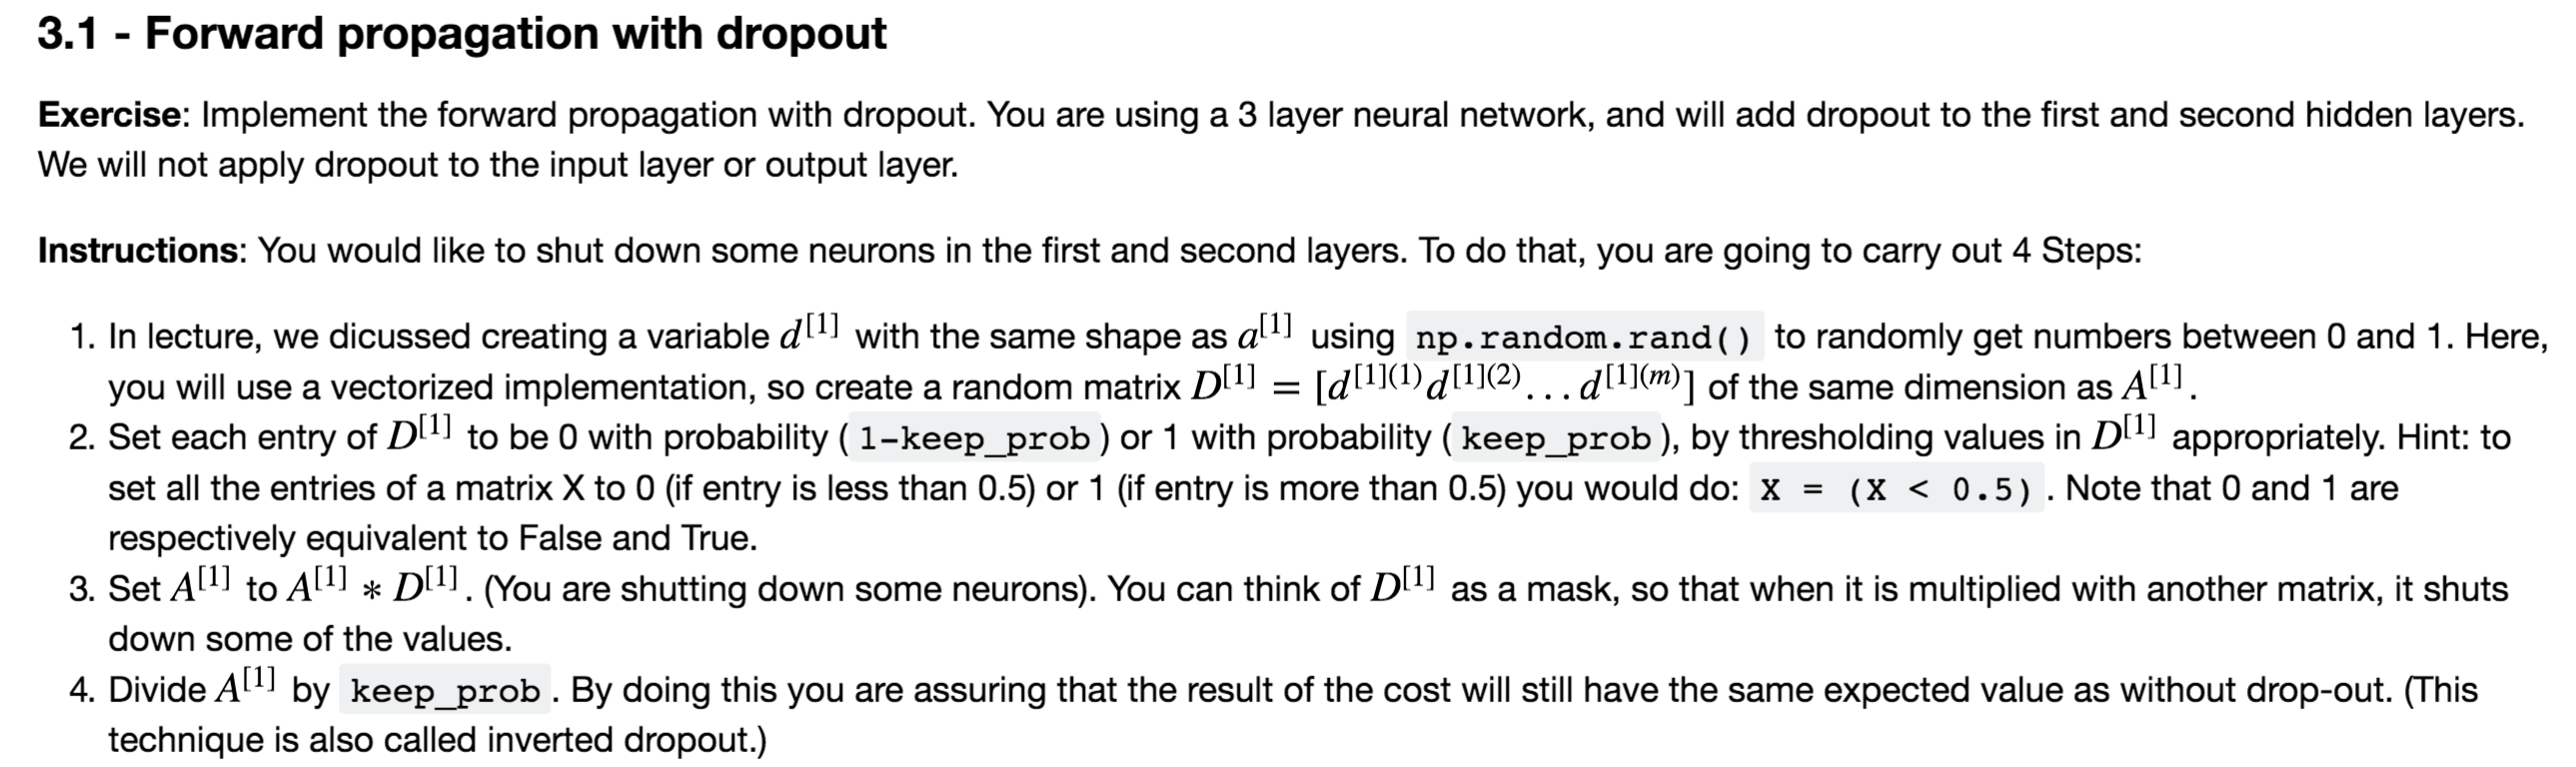 3.1 - Forward propagation with dropout
Exercise: Implement the forward propagation with dropout. You are using a 3 layer neural network, and will add dropout to the first and second hidden layers.
We will not apply dropout to the input layer or output layer.
Instructions: You would like to shut down some neurons in the first and second layers. To do that, you are going to carry out 4 Steps:
1. In lecture, we dicussed creating a variable d^[1] with the same shape as a^[1] using np.random.rand() to randomly get numbers between 0 and 1. Here,
you will use a vectorized implementation, so create a random matrix D^[1] = [d^[1](1) d^[1](2) ... d^[1](m)] of the same dimension as A^[1].
2. Set each entry of D^[1] to be 0 with probability (1-keep_prob) or 1 with probability (keep_prob), by thresholding values in D^[1] appropriately. Hint: to
set all the entries of a matrix X to 0 (if entry is less than 0.5) or 1 (if entry is more than 0.5) you would do: X = (X < 0.5). Note that 0 and 1 are
respectively equivalent to False and True.
3. Set A^[1] to A^[1] * D^[1]. (You are shutting down some neurons). You can think of D^[1] as a mask, so that when it is multiplied with another matrix, it shuts
down some of the values.
4. Divide A^[1] by keep_prob. By doing this you are assuring that the result of the cost will still have the same expected value as without drop-out. (This
technique is also called inverted dropout.)